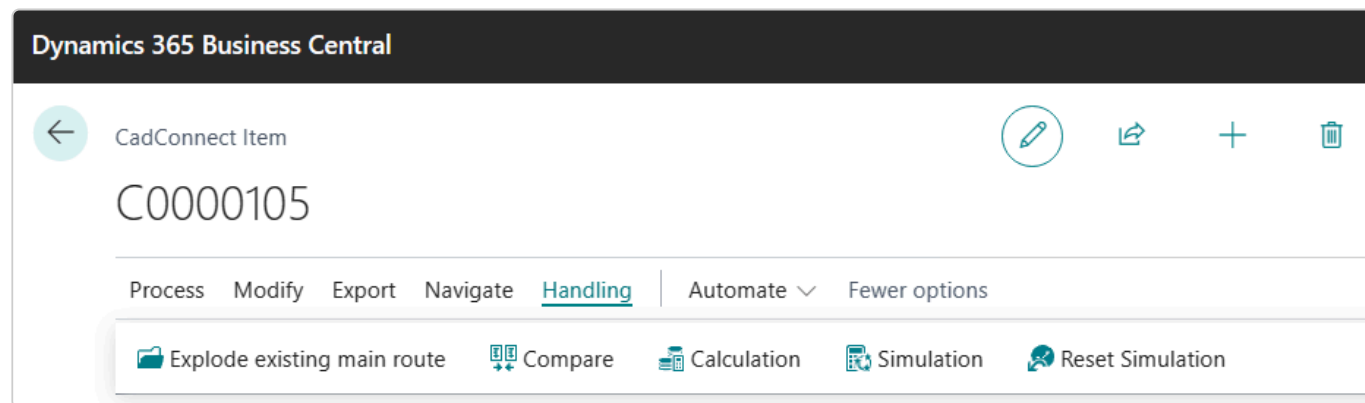 Dynamics 365 Business Central
CadConnect Item
C0000105
Process Modify Export Navigate Handling Automate Fewer options
Explode existing main route Compare Calculation Simulation Reset Simulation